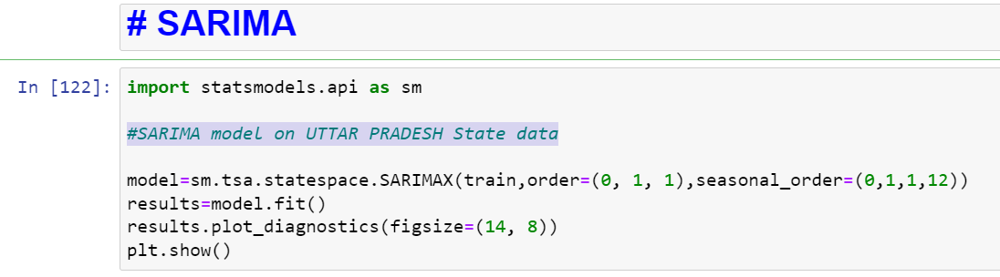 # SARIMA
In [122]: import statsmodels.api as sm
#SARIMA model on UTTAR PRADESH State data
model=sm.tsa.statespace.SARIMAX(train,order=(0, 1, 1),seasonal_order=(0,1,1,12))
results=model.fit()
results.plot_diagnostics(figsize=(14, 8))
plt.show()